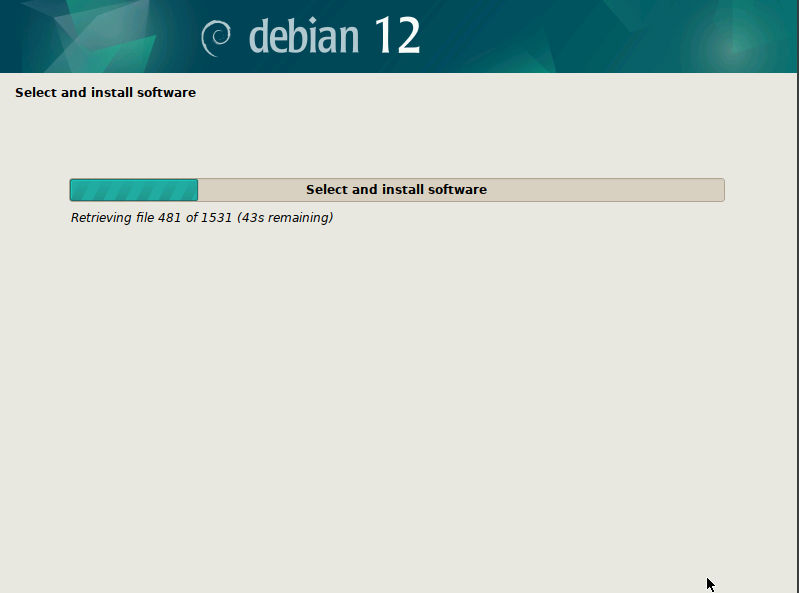 debian 12
Select and install software
Select and install software
Retrieving file 481 of 1531 (43s remaining)